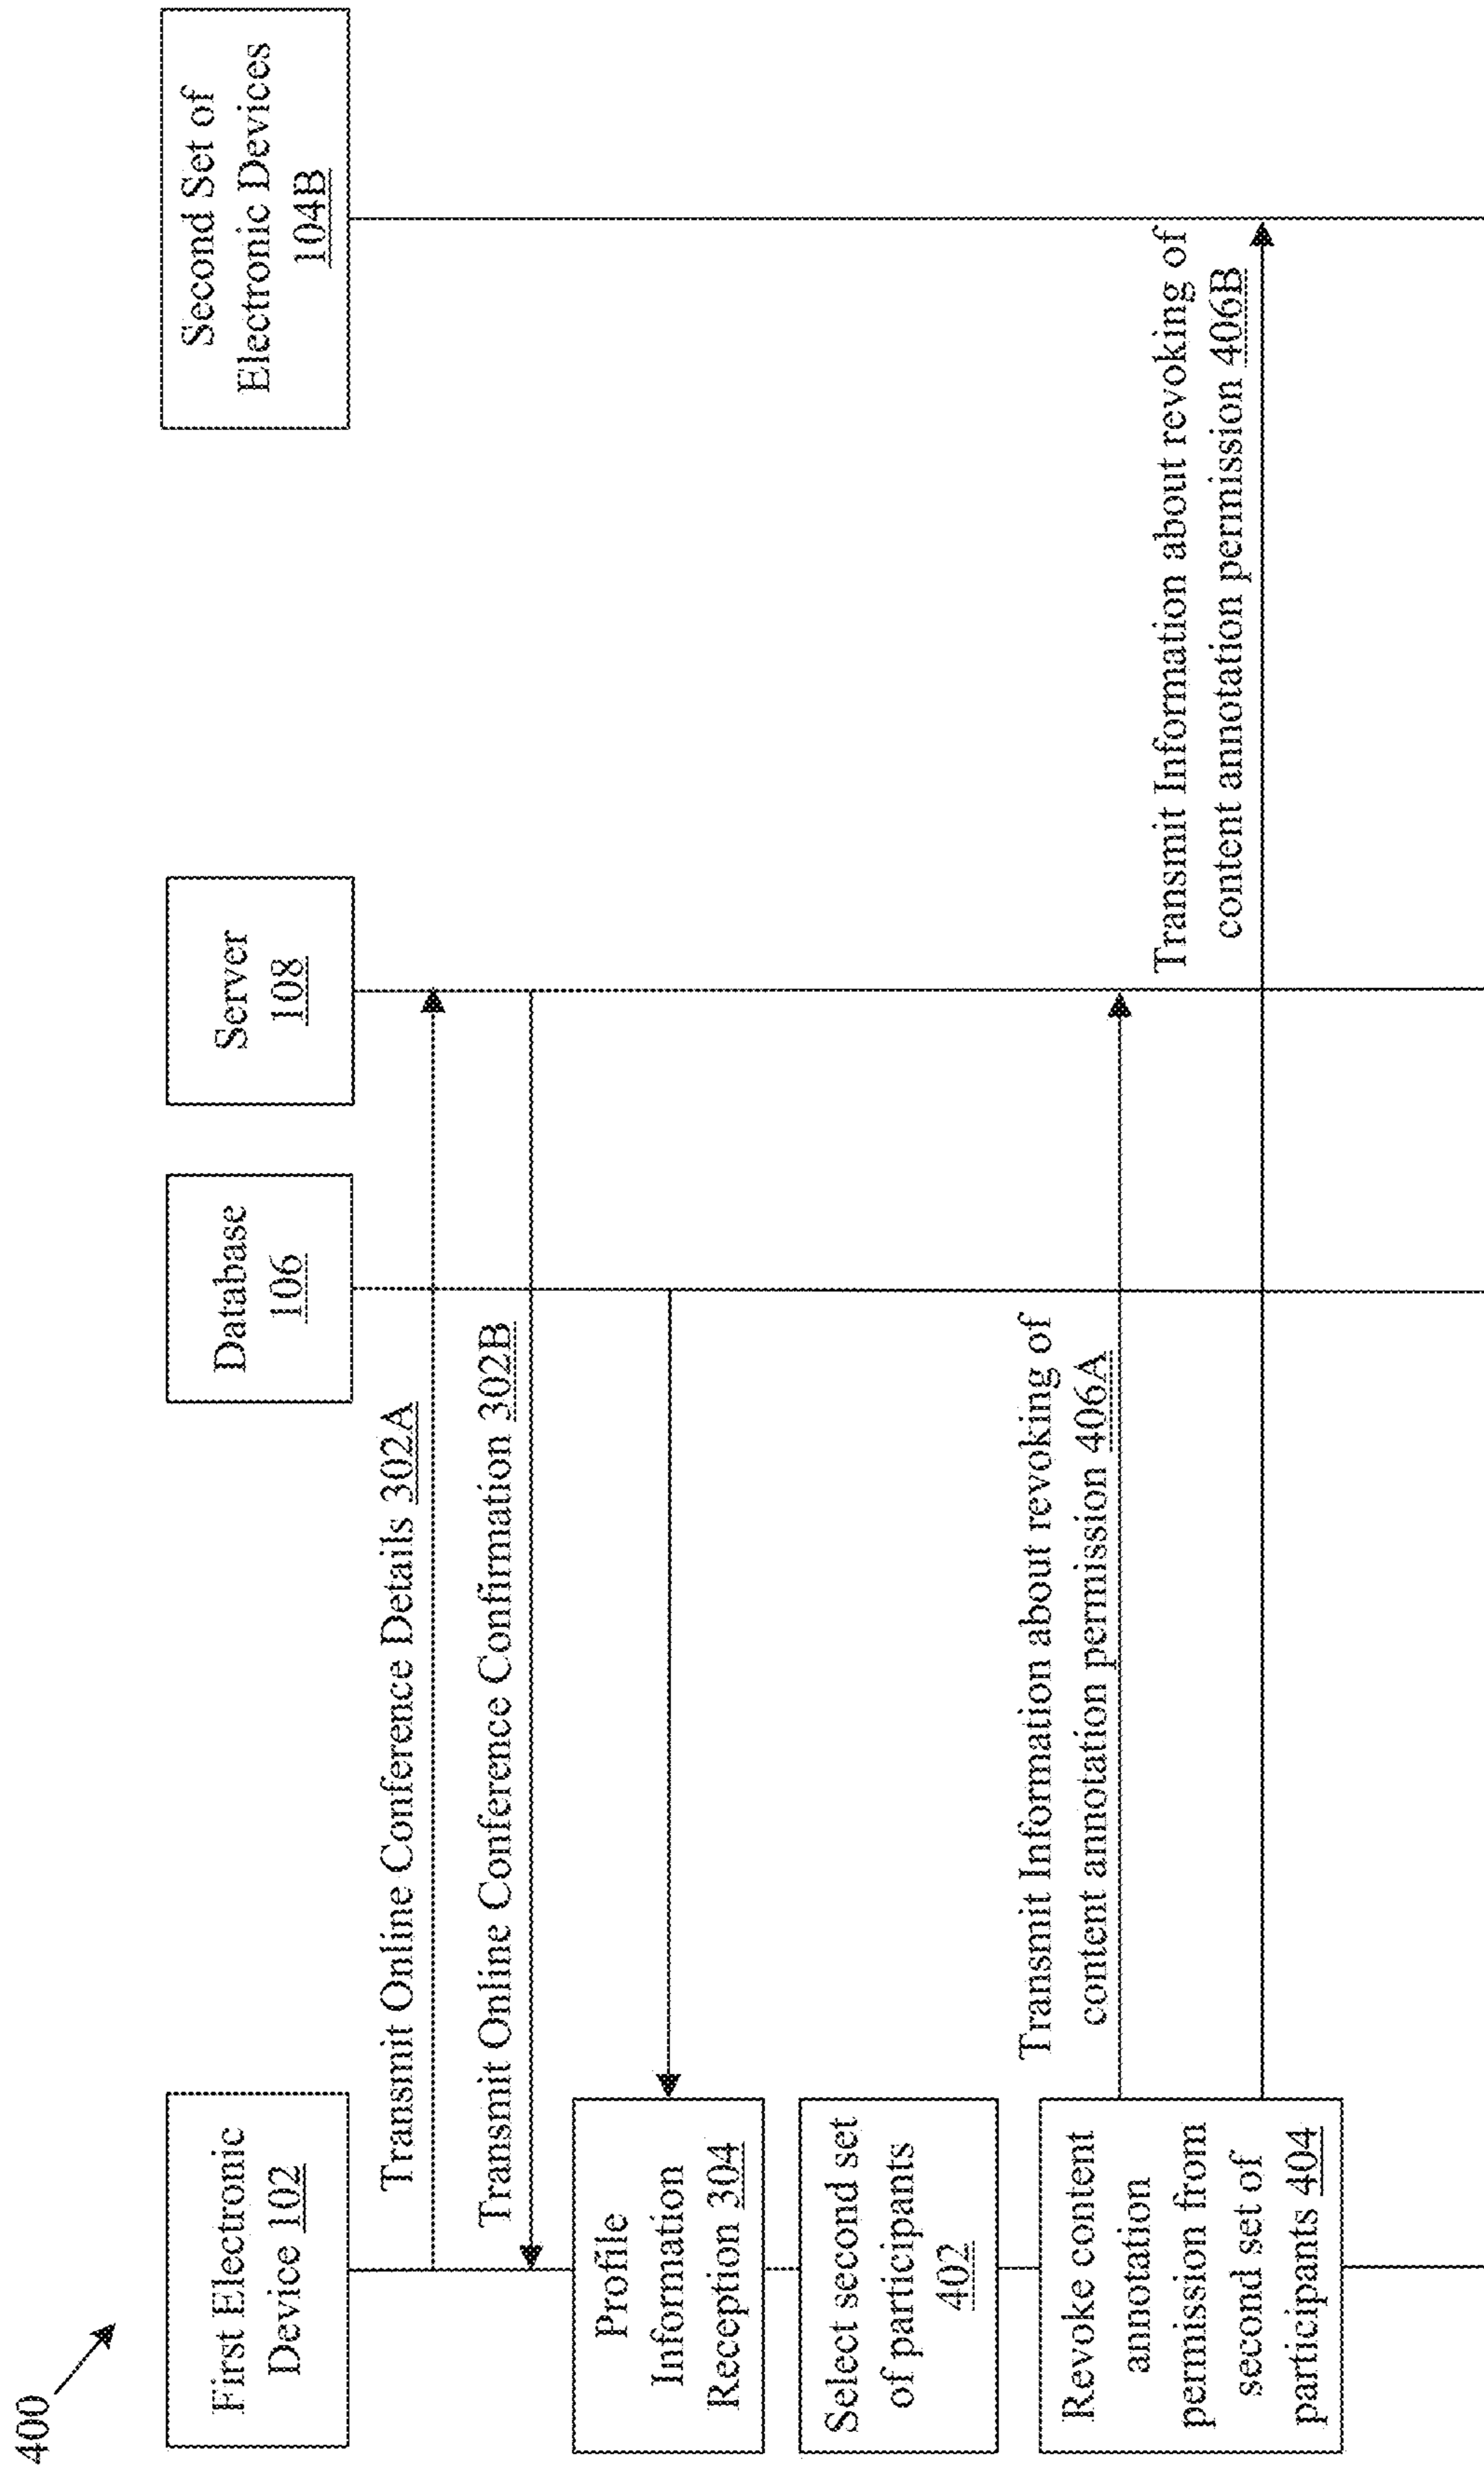 400
First Electronic
Device 102
Database
106
Server
108
Second Set of
Electronic Devices
104B
Transmit Online Conference Details 302A
Transmit Online Conference Confirmation 302B
Profile
Information
Reception 304
Select second set
of participants
402
Transmit Information about revoking of
content annotation permission 406A
Revoke content
annotation
permission from
second set of
participants 404
Transmit Information about revoking of
content annotation permission 406B